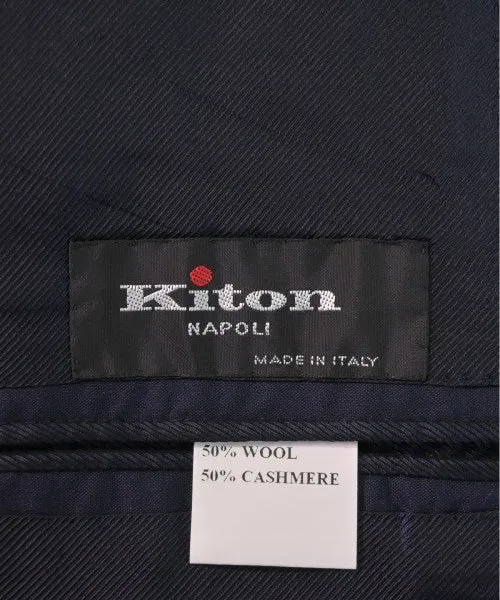 Kiton
NAPOLI
MADE IN ITALY
50% WOOL
50% CASHMERE